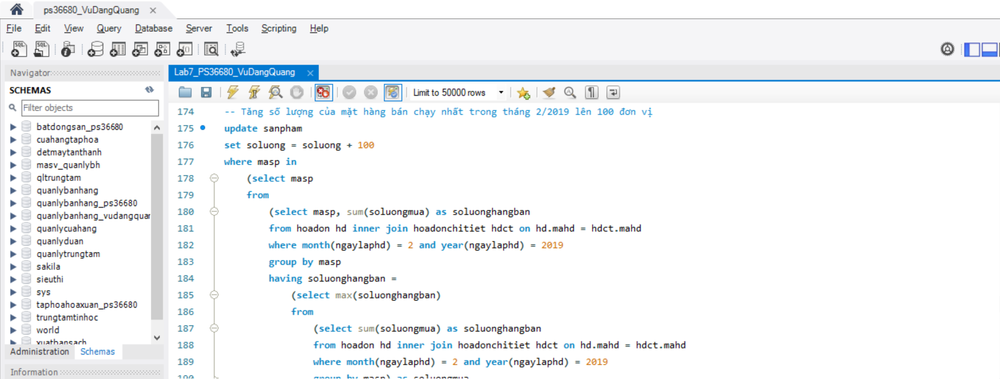 ps36680_VuDangQuang
File Edit View Query Database Server Tools Scripting Help
Navigator
Lab7_PS36680_VuDangQuang
SCHEMAS
Limit to 50000 rows
Filter objects
batdongsan_ps36680
cuahangtaphoa
detmaytanthanh
masv_quanlybh
qltrungtam
quanlybanhang
quanlybanhang_ps36680
quanlybanhang_vudangquar
quanlycuahang
quanlyduan
quanlytrungtam
sakila
sieuthi
sys
taphoahoaxuan_ps36680
trungtamtinhoc
world
xuatbansach
Administration Schemas
Information
174 -- Tăng số lượng của mặt hàng bán chạy nhất trong tháng 2/2019 lên 100 đơn vị
175 update sanpham
176 set soluong = soluong + 100
177 where masp in
178 (select masp
179 from
180 (select masp, sum(soluongmua) as soluonghangban
181 from hoadon hd inner join hoadonchitiet hdct on hd.mahd = hdct.mahd
182 where month(ngaylaphd) = 2 and year(ngaylaphd) = 2019
183 group by masp
184 having soluonghangban =
185 (select max(soluonghangban)
186 from
187 (select sum(soluongmua) as soluonghangban
188 from hoadon hd inner join hoadonchitiet hdct on hd.mahd = hdct.mahd
189 where month(ngaylaphd) = 2 and year(ngaylaphd) = 2019
190 group by masp) as soluongmua